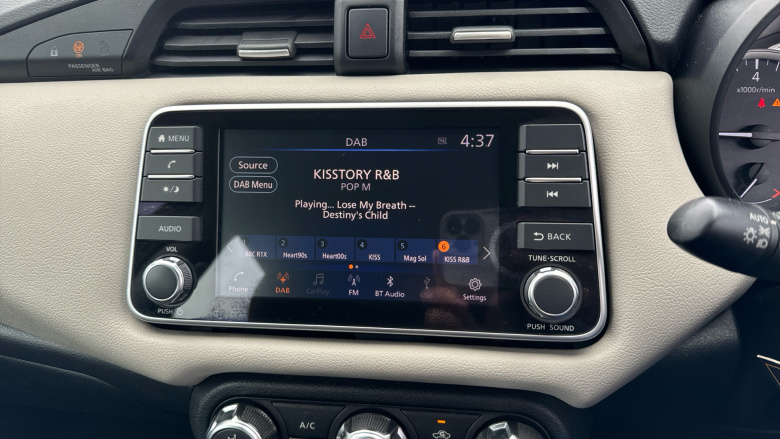 ON
PASSENGER
AIR BAG
MENU
AUDIO
VOL
PUSH
DAB
4:37
Source
DAB Menu
KISSTORY R&B
POP M
Playing... Lose My Breath --
Destiny's Child
1 2 3 4 5 6
BBC R1X Heart90s Heart00s KISS Mag Sol KISS R&B
Phone DAB CarPlay FM BT Audio USB Settings
BACK
TUNE·SCROLL
PUSH SOUND
4
x1000r/min
AUTO
A/C